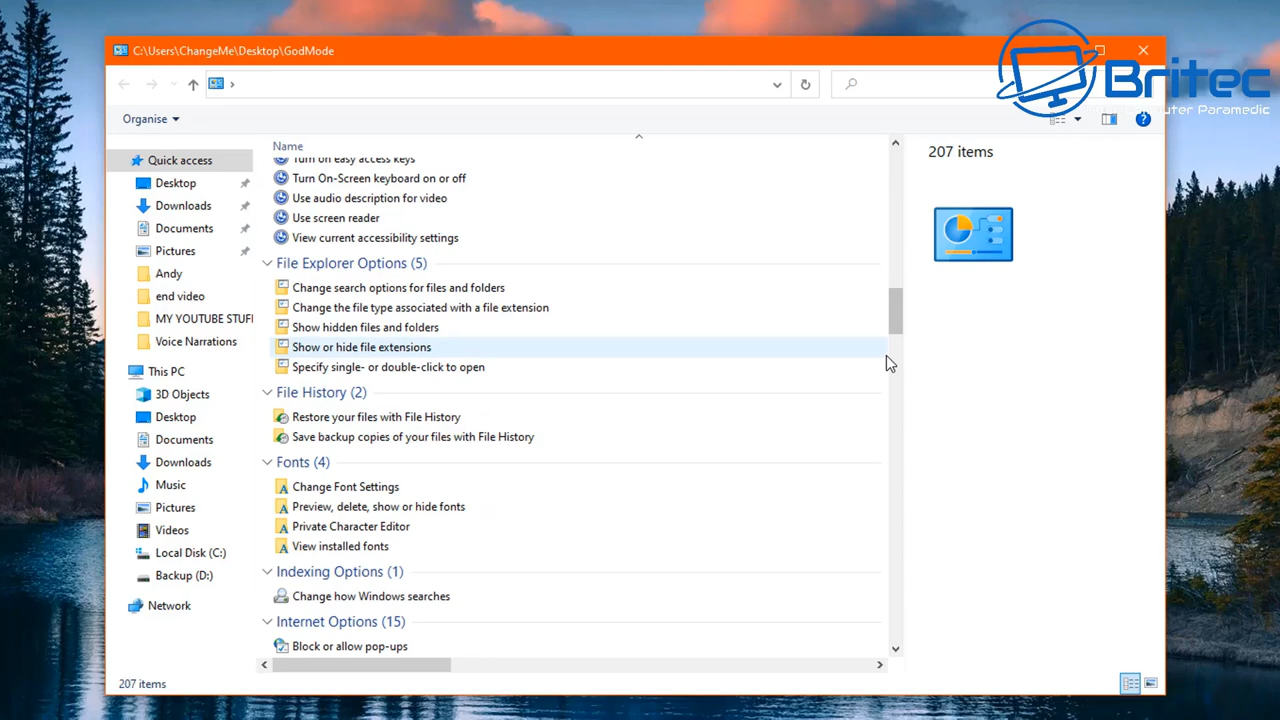 C:\Users\ChangeMe\Desktop\GodMode
Britec
Organise
Name
207 items
Quick access
Desktop
Downloads
Documents
Pictures
Andy
end video
MY YOUTUBE STUF
Voice Narrations
This PC
3D Objects
Desktop
Documents
Downloads
Music
Pictures
Videos
Local Disk (C:)
Backup (D:)
Network
Turn on easy access keys
Turn On-Screen keyboard on or off
Use audio description for video
Use screen reader
View current accessibility settings
File Explorer Options (5)
Change search options for files and folders
Change the file type associated with a file extension
Show hidden files and folders
Show or hide file extensions
Specify single- or double-click to open
File History (2)
Restore your files with File History
Save backup copies of your files with File History
Fonts (4)
Change Font Settings
Preview, delete, show or hide fonts
Private Character Editor
View installed fonts
Indexing Options (1)
Change how Windows searches
Internet Options (15)
Block or allow pop-ups
207 items